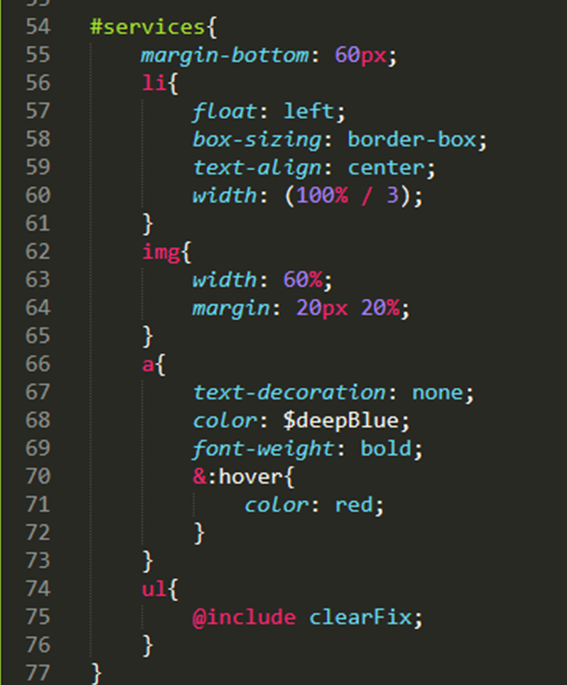 54 #services{
55 margin-bottom: 60px;
56 li{
57 float: left;
58 box-sizing: border-box;
59 text-align: center;
60 width: (100% / 3);
61 }
62 img{
63 width: 60%;
64 margin: 20px 20%;
65 }
66 a{
67 text-decoration: none;
68 color: $deepBlue;
69 font-weight: bold;
70 &:hover{
71 color: red;
72 }
73 }
74 ul{
75 @include clearFix;
76 }
77 }